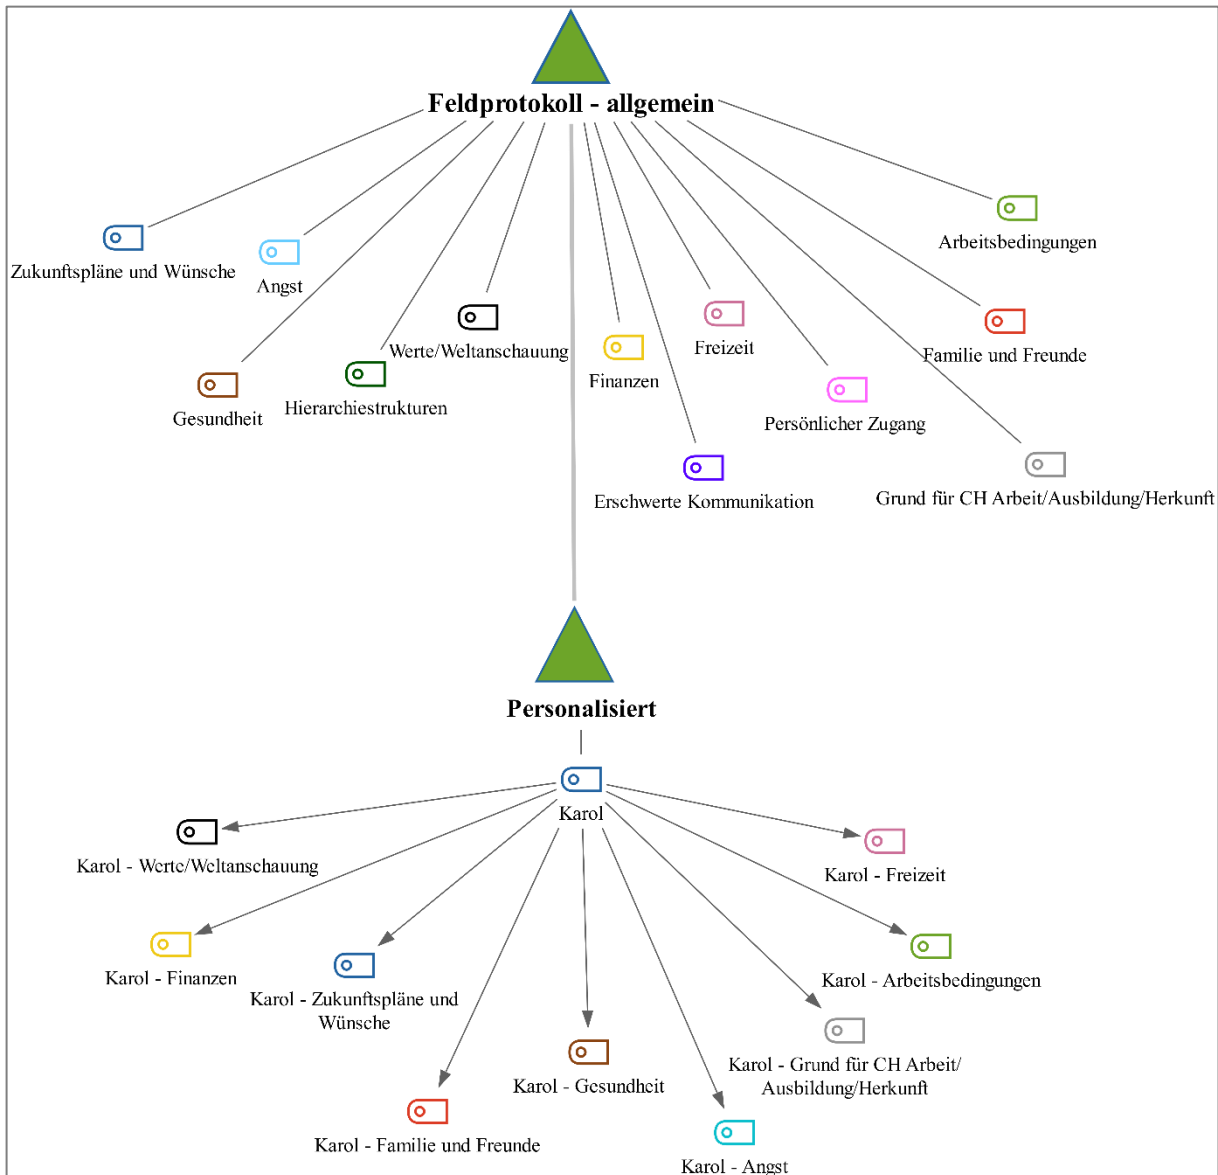 Feldprotokoll - allgemein
Arbeitsbedingungen
Zukunftspläne und Wünsche
Angst
Werte/Weltanschauung
Freizeit
Familie und Freunde
Finanzen
Gesundheit
Hierarchiestrukturen
Persönlicher Zugang
Erschwerte Kommunikation
Grund für CH Arbeit/Ausbildung/Herkunft
Personalisiert
Karol
Karol - Werte/Weltanschauung
Karol - Freizeit
Karol - Finanzen
Karol - Arbeitsbedingungen
Karol - Zukunftspläne und
Wünsche
Karol - Grund für CH Arbeit/
Ausbildung/Herkunft
Karol - Gesundheit
Karol - Familie und Freunde
Karol - Angst